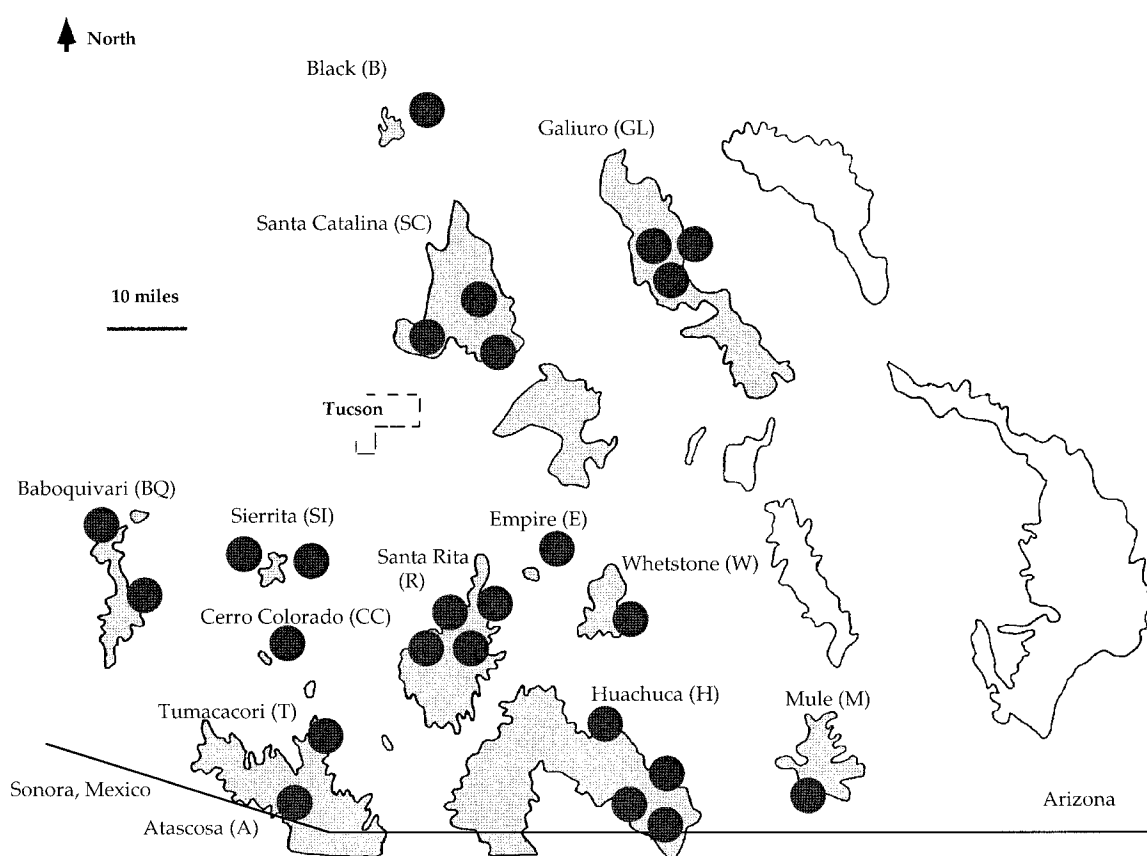 North
Black (B)
Galiuro (GL)
Santa Catalina (SC)
10 miles
Tucson
Baboquivari (BQ)
Sierrita (SI)
Empire (E)
Santa Rita
(R)
Whetstone (W)
Cerro Colorado (CC)
Huachuca (H)
Mule (M)
Tumacacori (T)
Sonora, Mexico
Arizona
Atascosa (A)